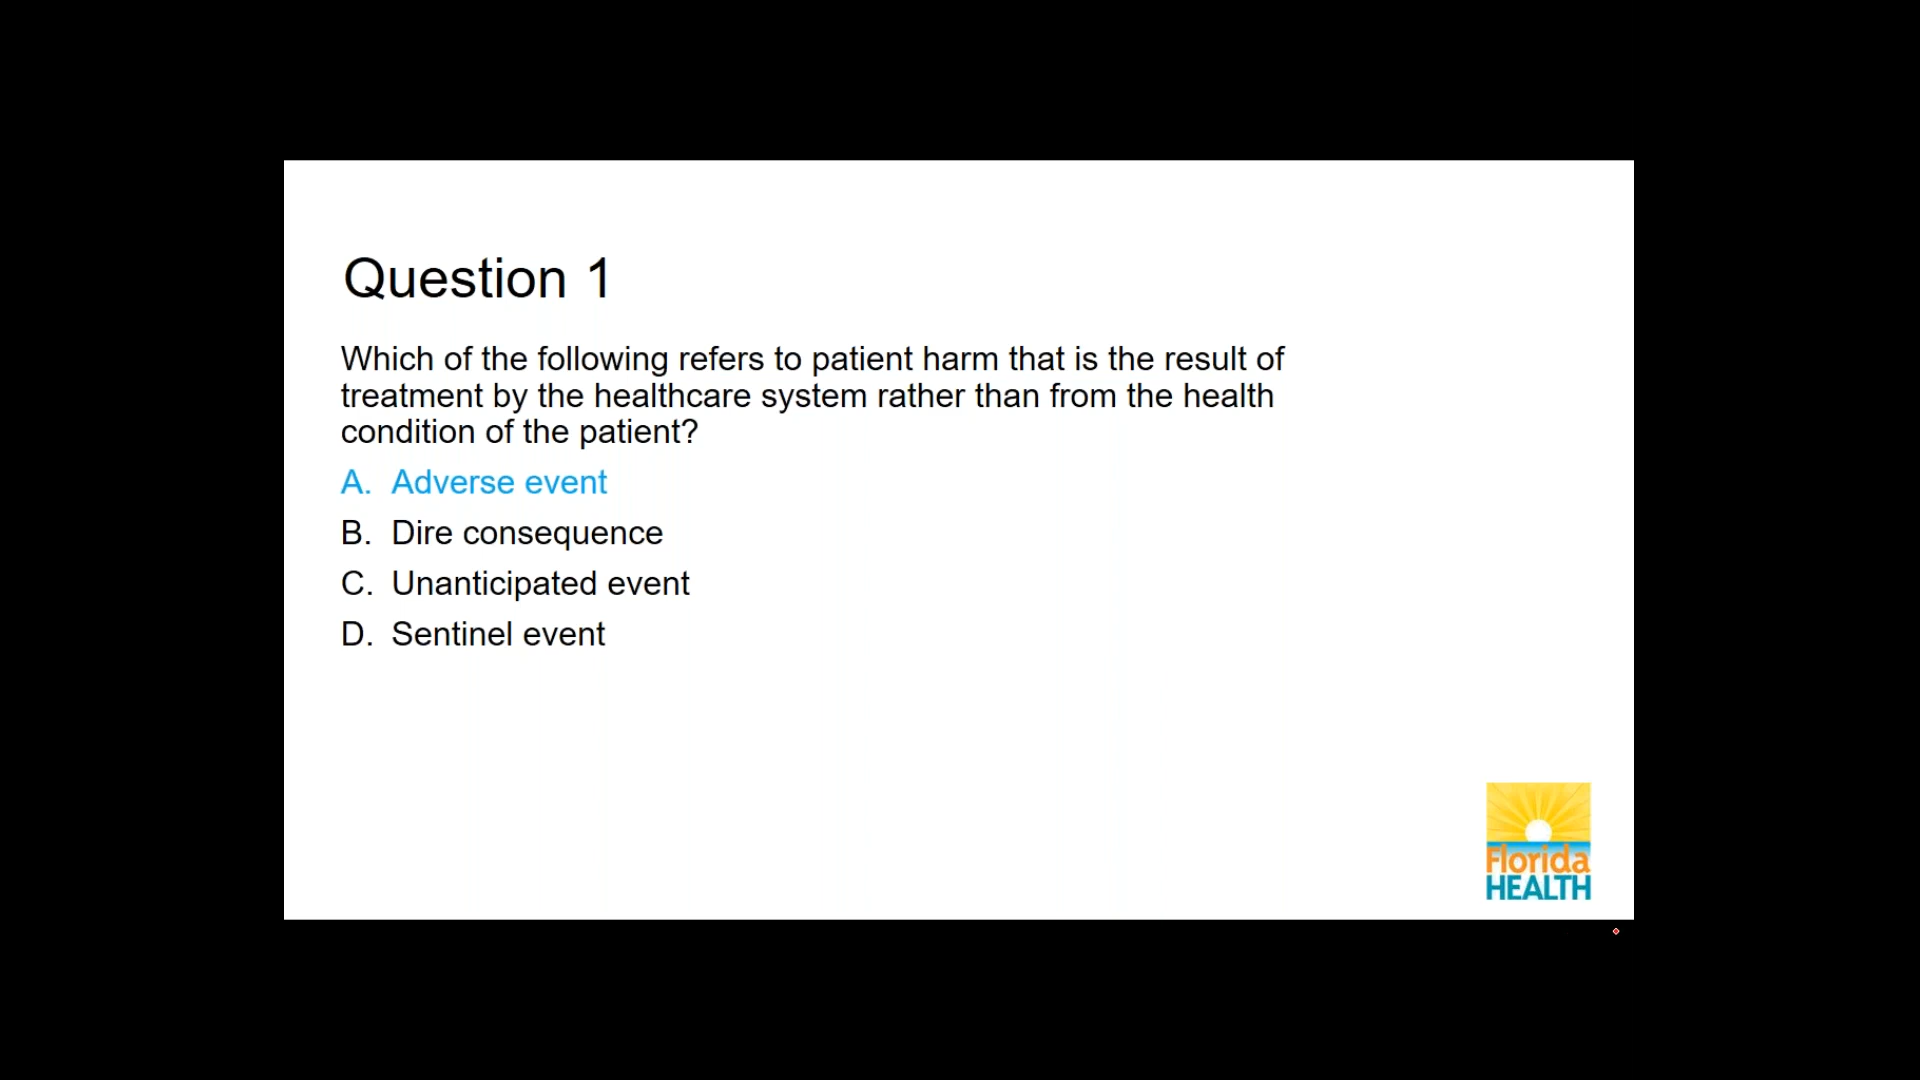 Question 1
Which of the following refers to patient harm that is the result of
treatment by the healthcare system rather than from the health
condition of the patient?
A. Adverse event
B. Dire consequence
C. Unanticipated event
D. Sentinel event
Florida
HEALTH